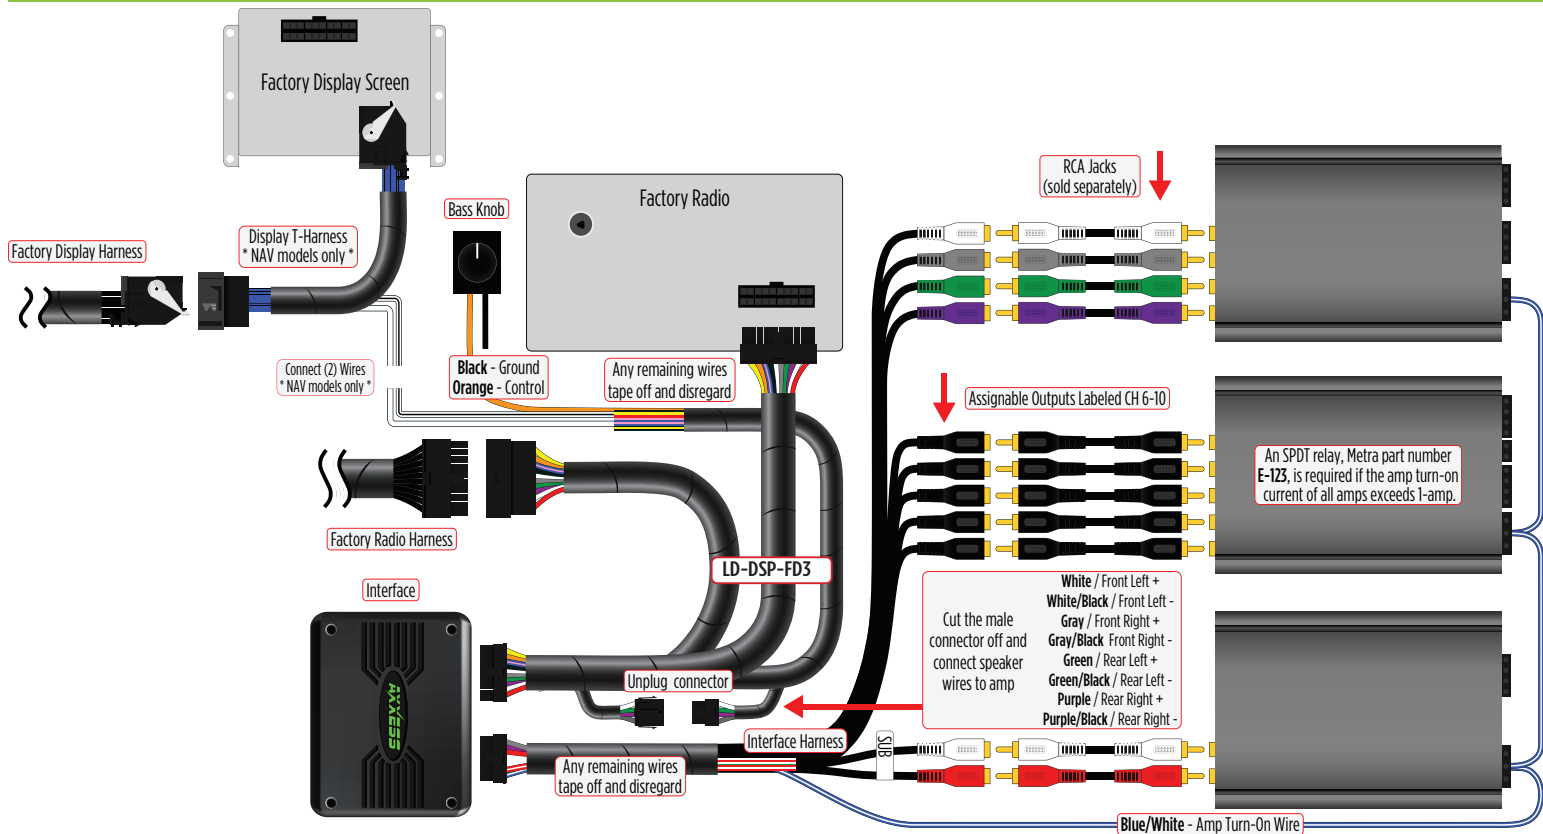 Factory Display Screen
Factory Radio
RCA Jacks
(sold separately)
Bass Knob
Display T-Harness
* NAV models only *
Factory Display Harness
Connect (2) Wires
* NAV models only *
Black - Ground
Orange - Control
Any remaining wires
tape off and disregard
Assignable Outputs Labeled CH 6-10
An SPDT relay, Metra part number
E-123, is required if the amp turn-on
current of all amps exceeds 1-amp.
Factory Radio Harness
LD-DSP-FD3
Interface
AXXESS
Cut the male
connector off and
connect speaker
wires to amp
White / Front Left +
White/Black / Front Left -
Gray / Front Right +
Gray/Black Front Right -
Green / Rear Left +
Green/Black / Rear Left -
Purple / Rear Right +
Purple/Black / Rear Right -
Unplug connector
Interface Harness
SUB
Any remaining wires
tape off and disregard
Blue/White - Amp Turn-On Wire